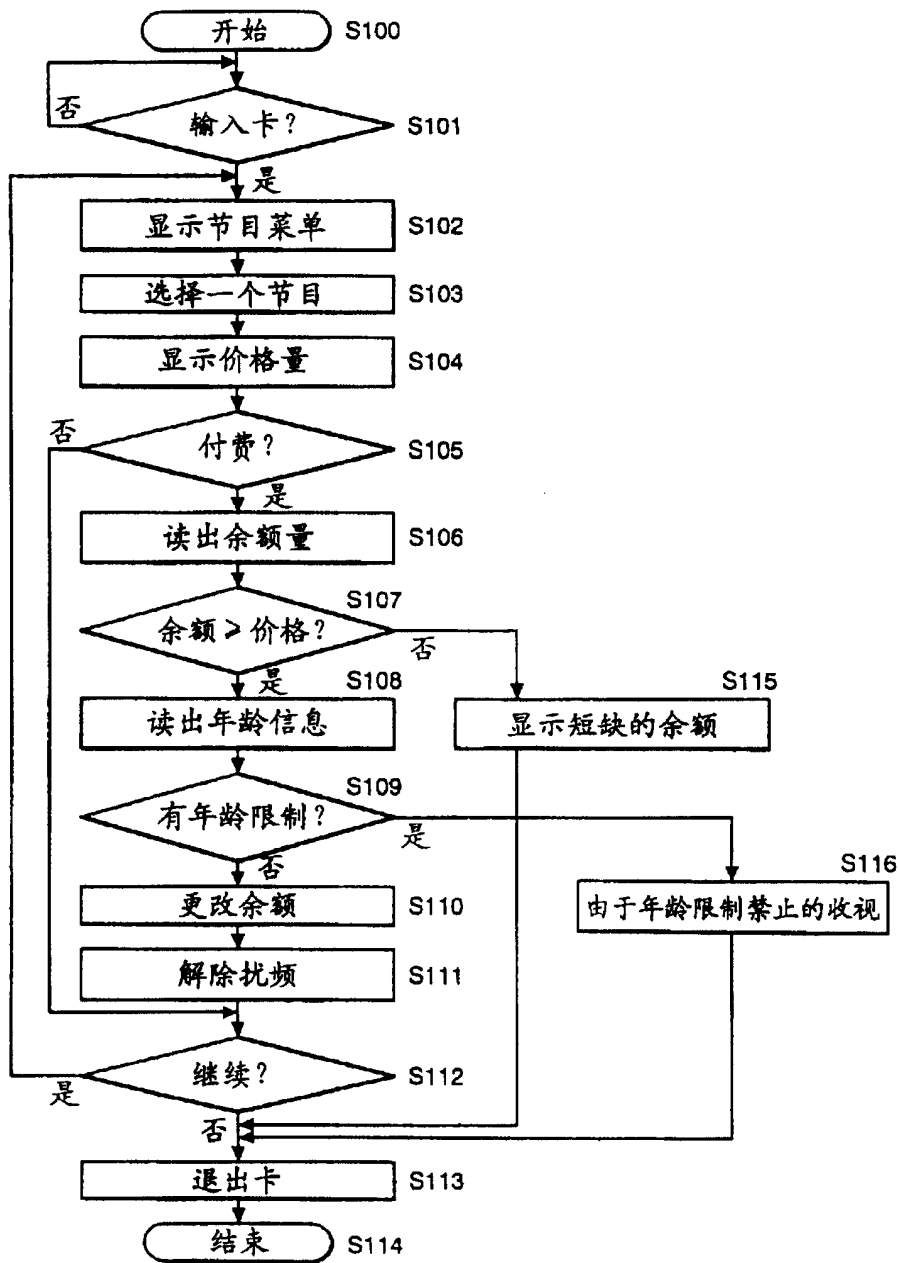 开始 S100
否
输入卡? S101
是
显示节目菜单 S102
选择一个节目 S103
显示价格量 S104
否
付费? S105
是
读出余额量 S106
S107
余额≥价格?
否
是
S108
S115
读出年龄信息
显示短缺的余额
S109
有年龄限制?
是
否
S116
更改余额 S110
由于年龄限制禁止的收视
解除扰频 S111
继续? S112
是
否
退出卡 S113
结束 S114